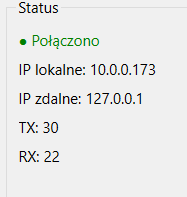 Status
● Połączono
IP lokalne: 10.0.0.173
IP zdalne: 127.0.0.1
TX: 30
RX: 22